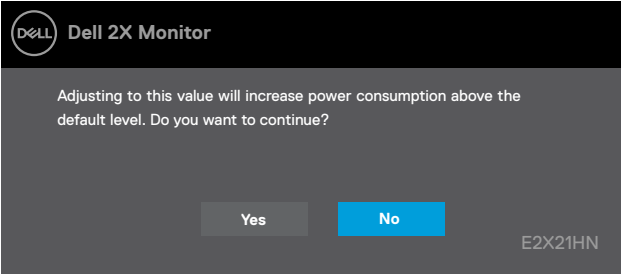 DELL Dell 2X Monitor
Adjusting to this value will increase power consumption above the
default level. Do you want to continue?
Yes No
E2X21HN